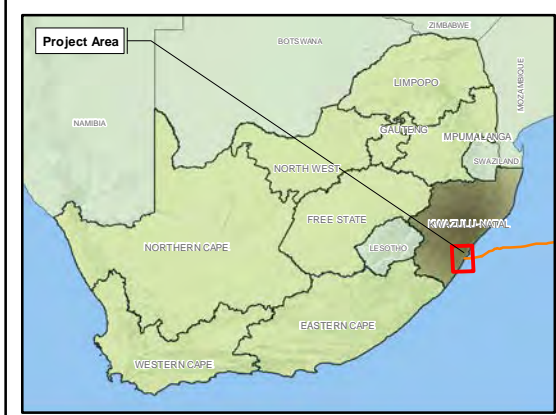 ZIMBABWE
Project Area
BOTSWANA
LIMPOPO
MOZAMBIQUE
GAUTENG
MPUMALANGA
NAMIBIA
SWAZILAND
NORTH WEST
FREE STATE
KWAZULU-NATAL
LESOTHO
NORTHERN CAPE
EASTERN CAPE
WESTERN CAPE